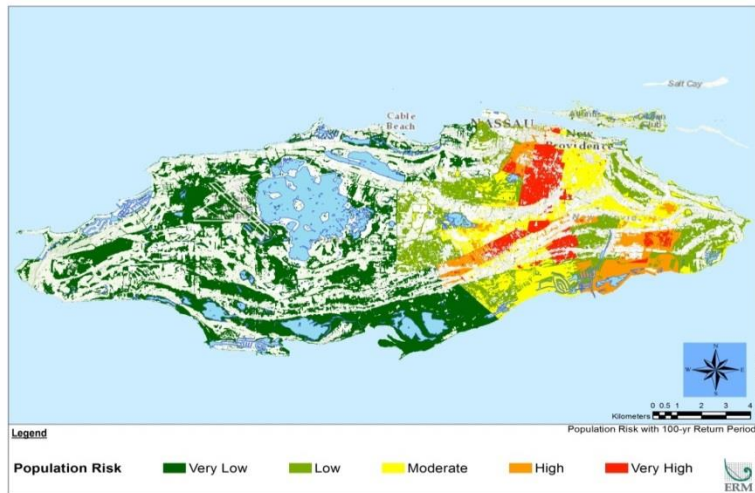 Salt Cay
Cable
Beach
NASSAU
New
Providence
N
W
E
S
0 0.5 1 2 3 4
Kilometers
Population Risk with 100-yr Return Period
Legend
Population Risk
Very Low
Low
Moderate
High
Very High
ERM